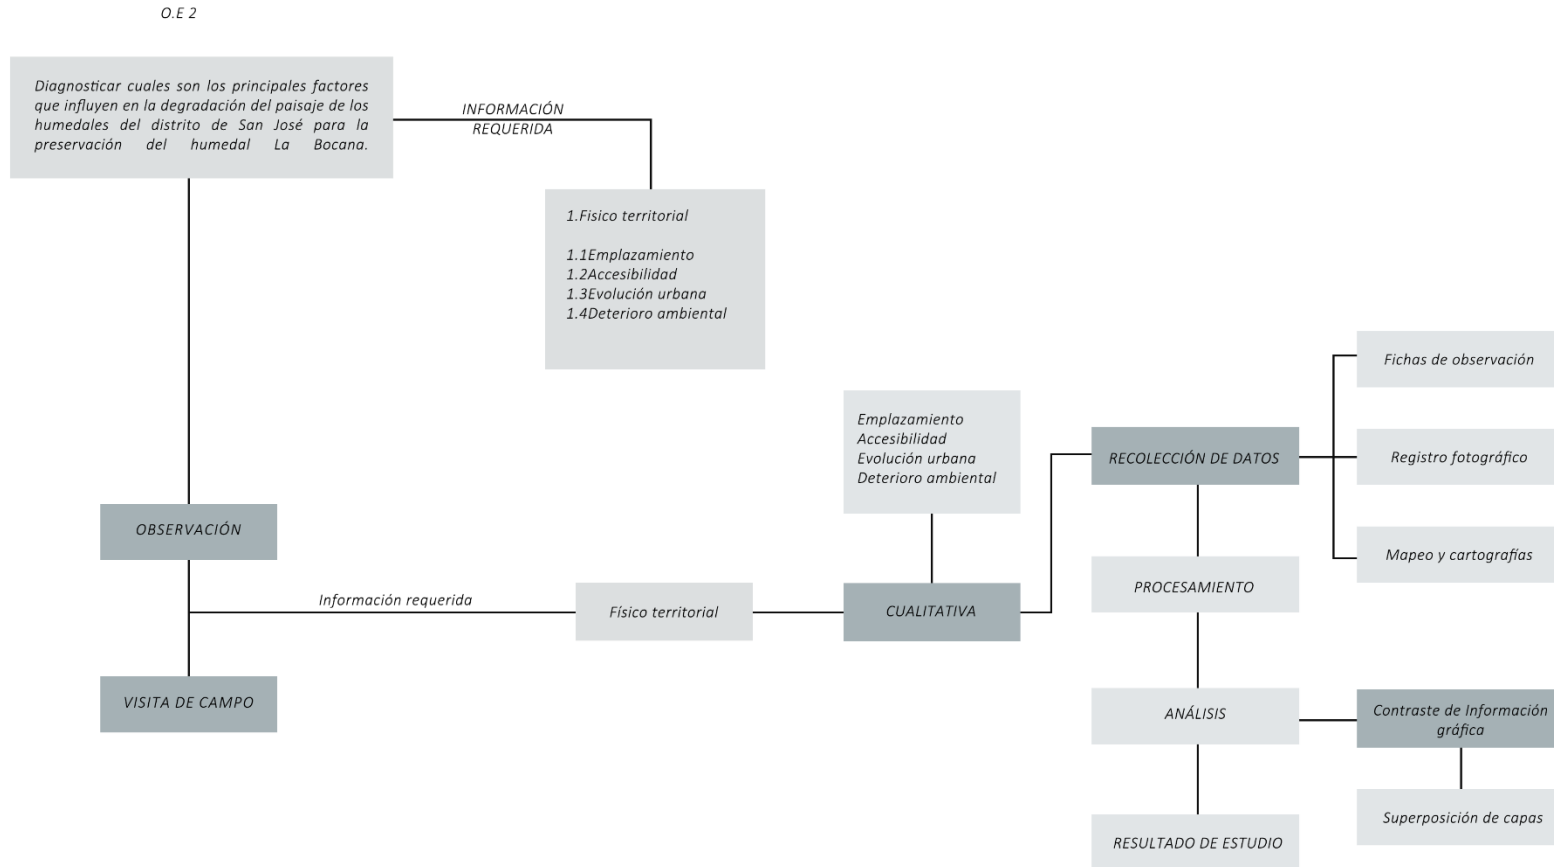 O.E 2
Diagnosticar cuales son los principales factores
que influyen en la degradación del paisaje de los
humedales del distrito de San José para la
preservación del humedal La Bocana.
INFORMACIÓN
REQUERIDA
1.Fisico territorial
1.1Emplazamiento
1.2Accesibilidad
1.3Evolución urbana
1.4Deterioro ambiental
OBSERVACIÓN
Información requerida
VISITA DE CAMPO
Físico territorial
Emplazamiento
Accesibilidad
Evolución urbana
Deterioro ambiental
CUALITATIVA
RECOLECCIÓN DE DATOS
Fichas de observación
Registro fotográfico
Mapeo y cartografías
PROCESAMIENTO
ANÁLISIS
Contraste de Información
gráfica
Superposición de capas
RESULTADO DE ESTUDIO